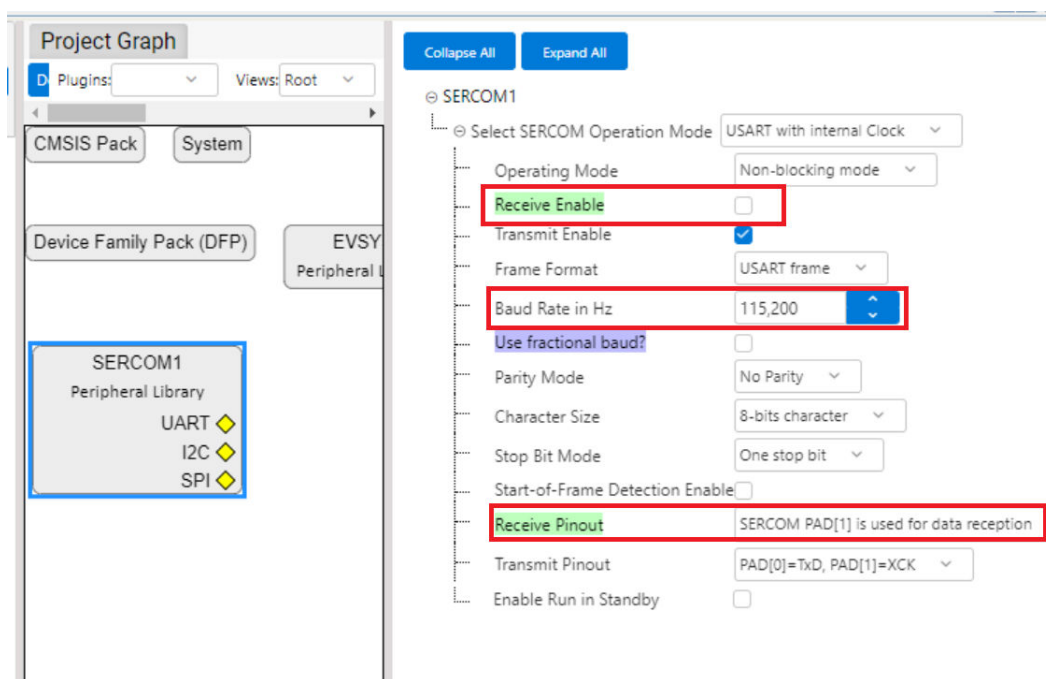 Project Graph
D Plugins: Views: Root
CMSIS Pack System
Device Family Pack (DFP) EVSY
Peripheral L
SERCOM1
Peripheral Library
UART
I2C
SPI
Collapse All Expand All
SERCOM1
Select SERCOM Operation Mode USART with internal Clock
Operating Mode Non-blocking mode
Receive Enable
Transmit Enable
Frame Format USART frame
Baud Rate in Hz 115,200
Use fractional baud?
Parity Mode No Parity
Character Size 8-bits character
Stop Bit Mode One stop bit
Start-of-Frame Detection Enable
Receive Pinout SERCOM PAD[1] is used for data reception
Transmit Pinout PAD[0]=TxD, PAD[1]=XCK
Enable Run in Standby